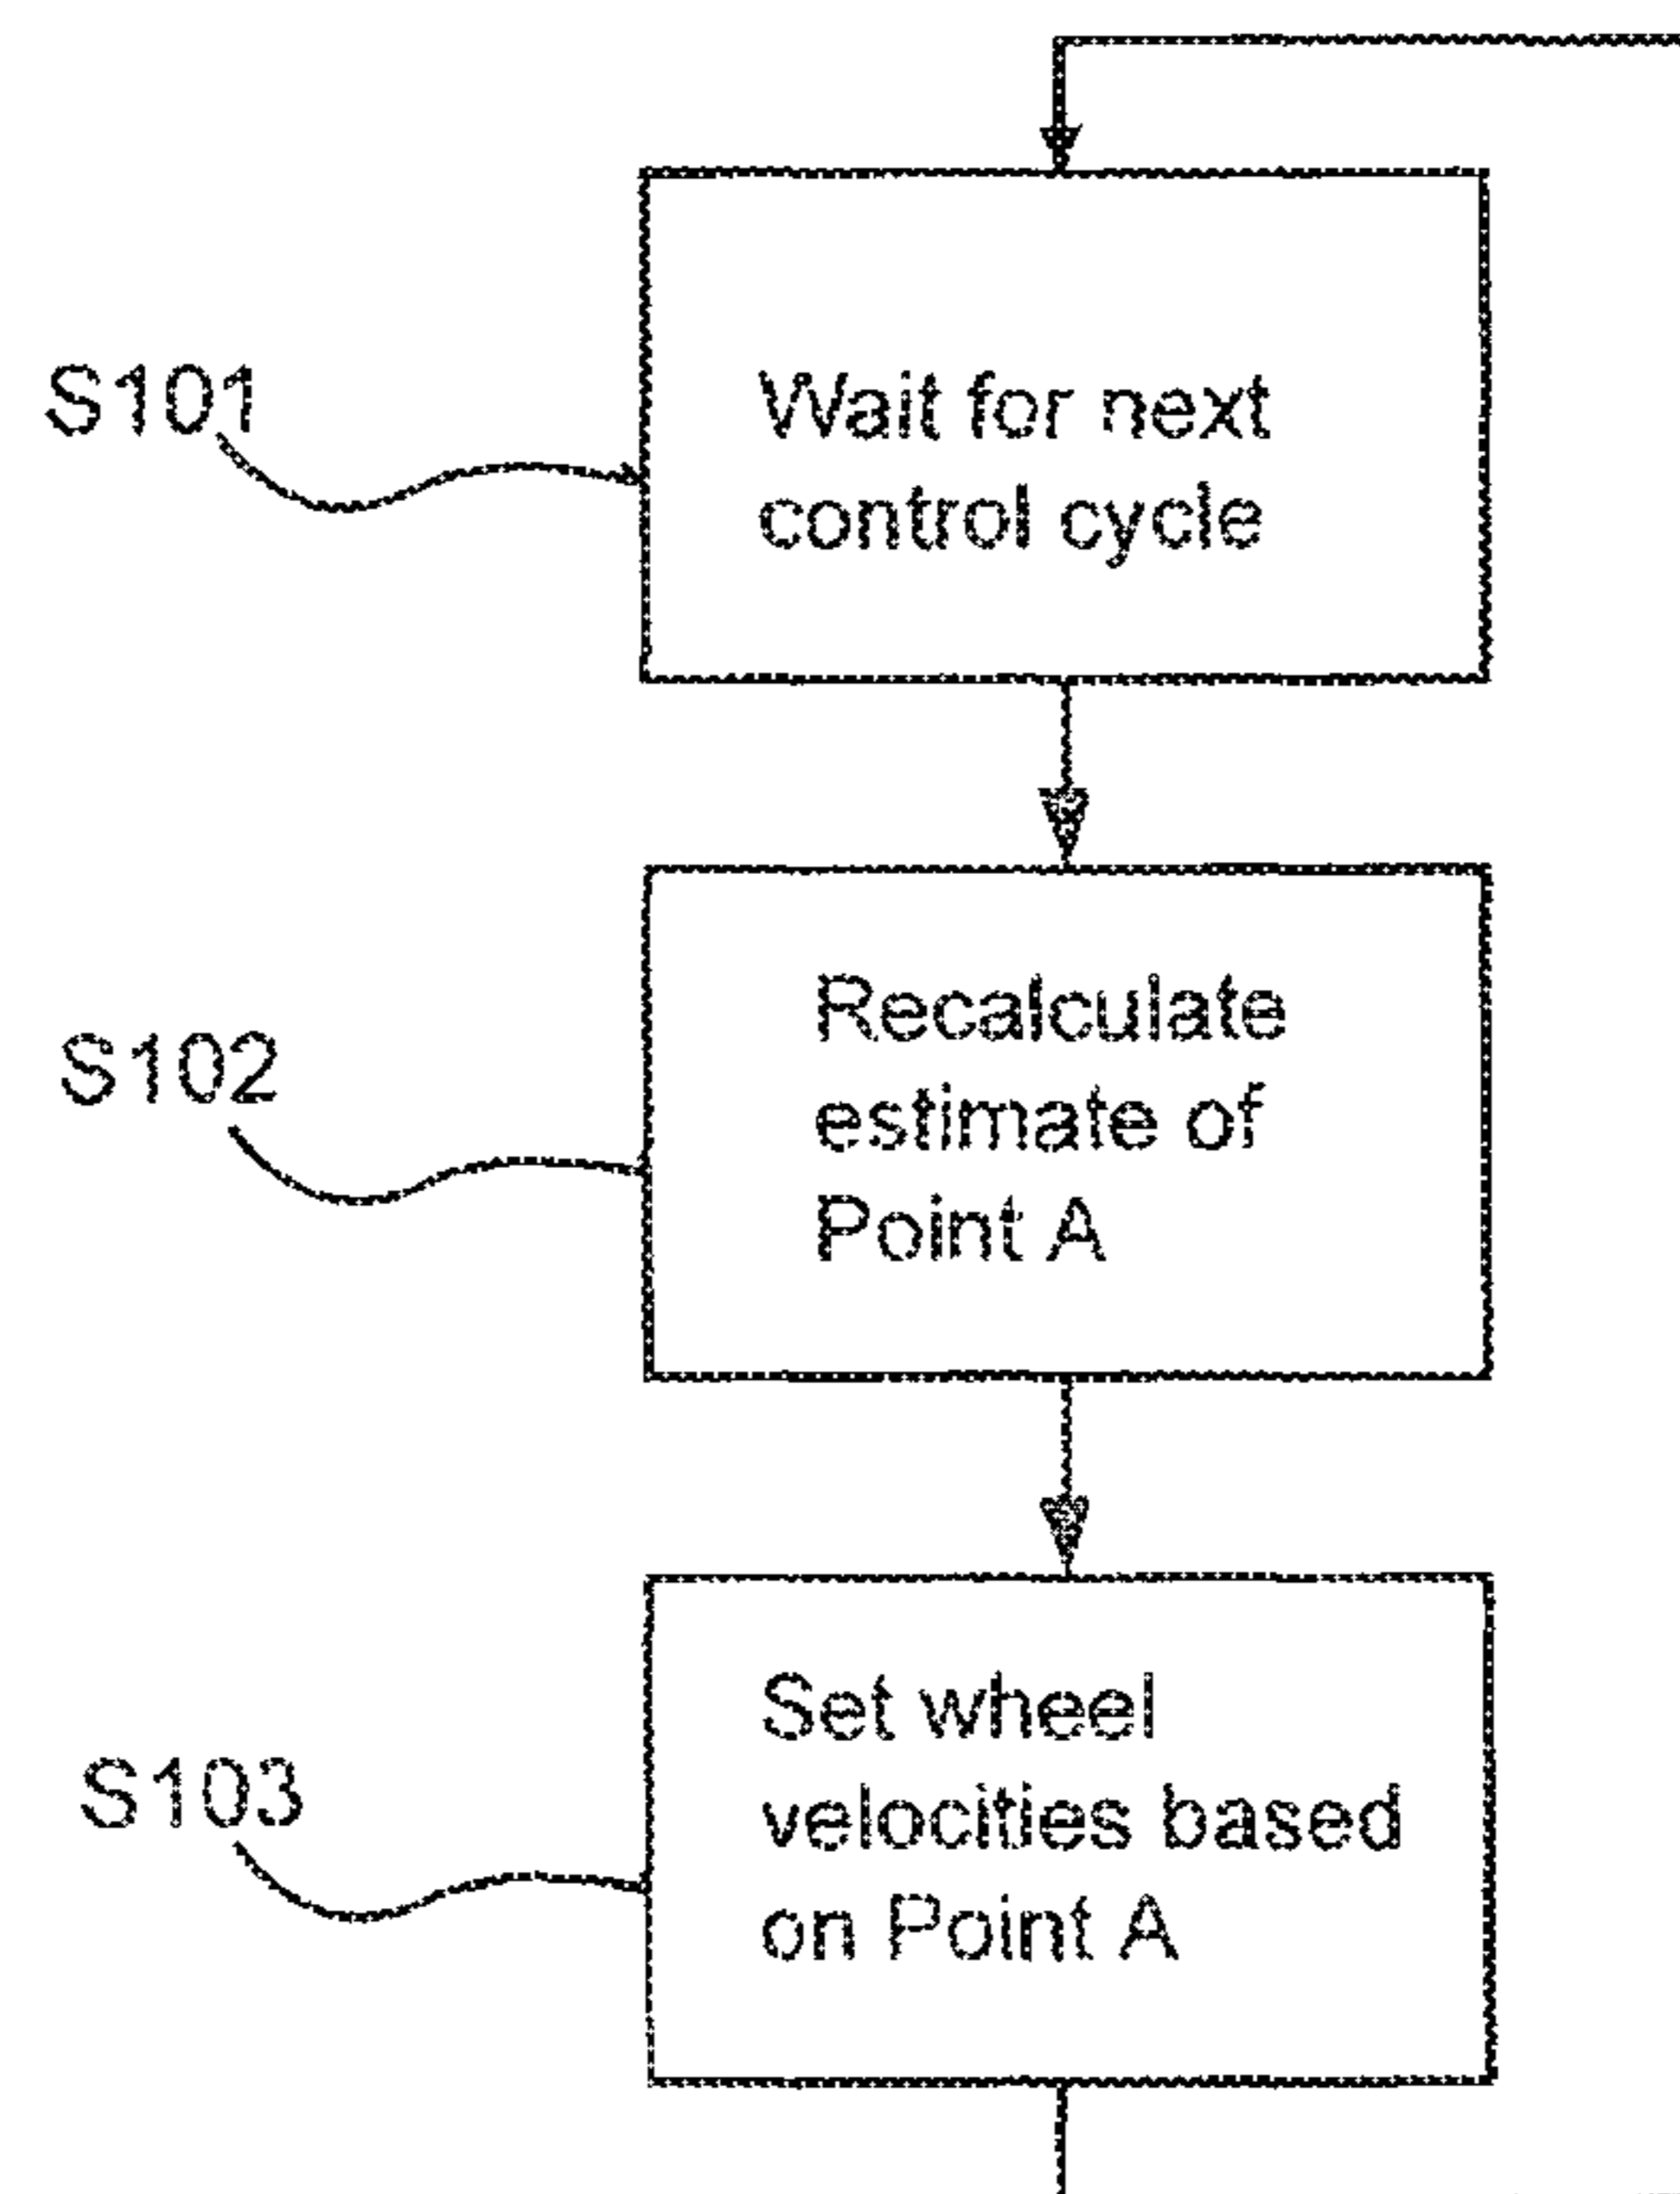 S101
Wait for next
control cycle
S102
Recalculate
estimate of
Point A
S103
Set wheel
velocities based
on Point A